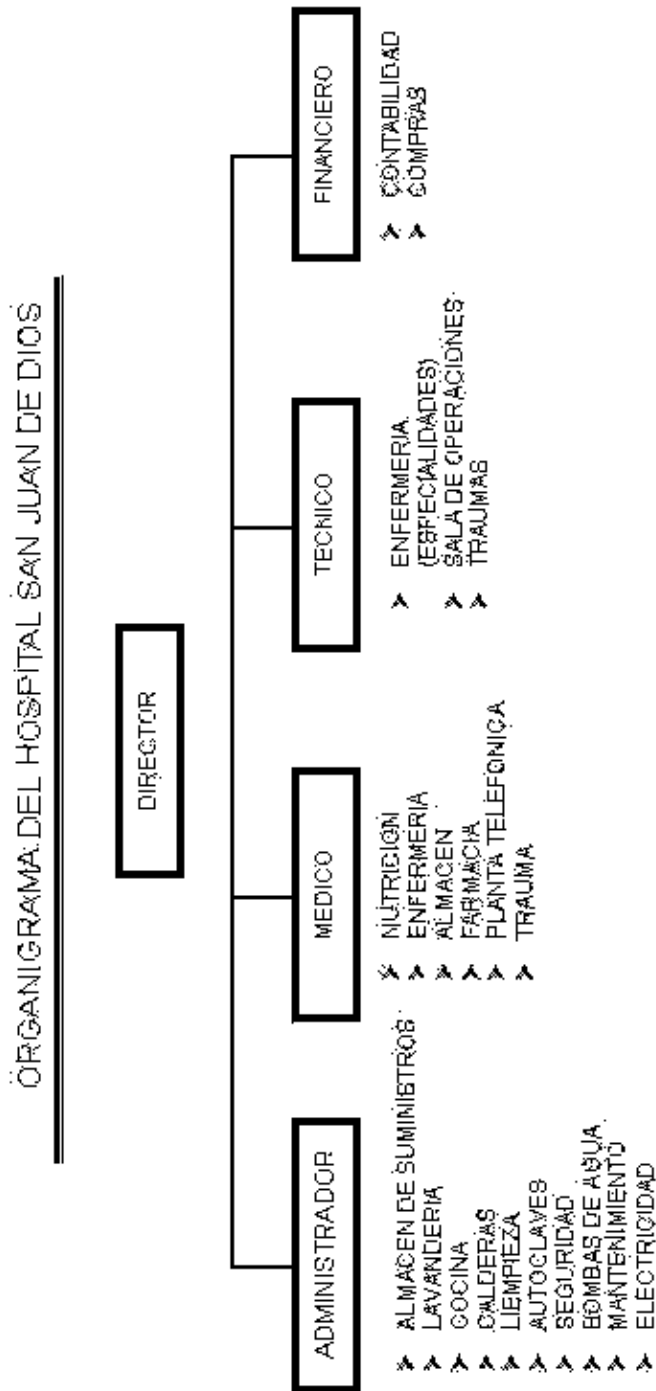 ORGANIGRAMA DEL HOSPITAL SAN JUAN DE DIOS
DIRECTOR
ADMINISTRADOR
ALMACEN DE SUMINISTROS
LAVANDERIA
COCINA
CALDERAS
LIEMPIEZA
AUTOCLAVES
SEGURIDAD
BOMBAS DE AGUA
MANTENIMIENTO
ELECTRICIDAD
MEDICO
NUTRICION
ENFERMERIA
ALMACEN
FARMACIA
PLANTA TELEFONICA
TRAUMA
TECNICO
ENFERMERIA
(ESPECIALIDADES)
SALA DE OPERACIONES
TRAUMAS
FINANCIERO
CONTABILIDAD
COMPRAS